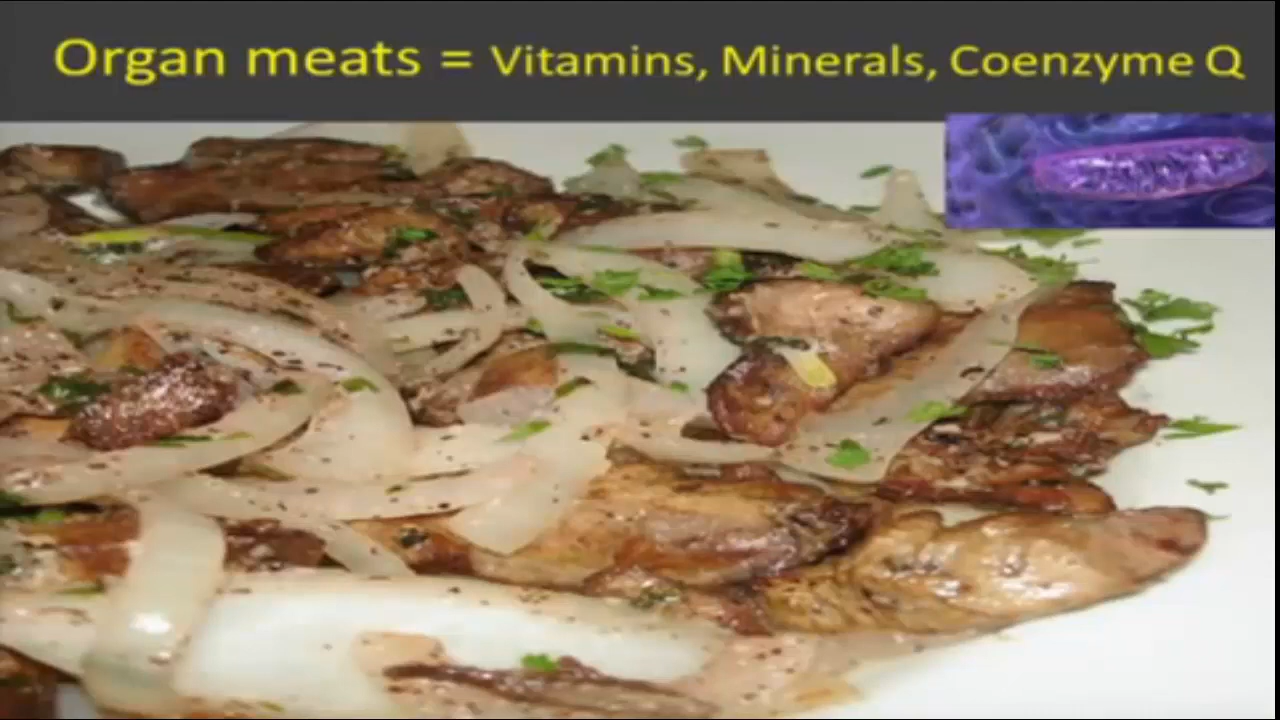 Organ meats = Vitamins, Minerals, Coenzyme Q